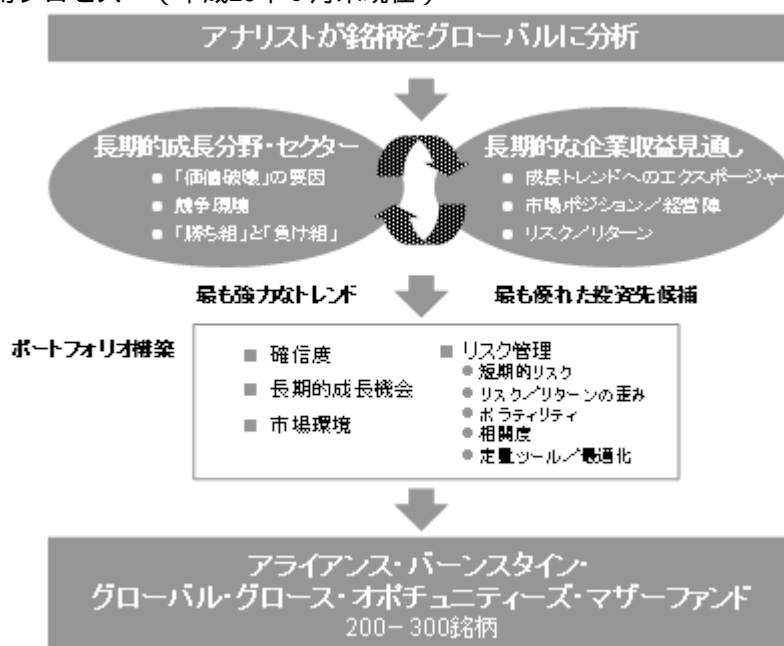 アナリストが銘柄をグローバルに分析
長期的成長分野・セクター
■ 「価値破壊」の要因
■ 競争環境
■ 「勝ち組」と「負け組」
長期的な企業収益見通し
■ 成長トレンドへのエクスポージャー
■ 市場ポジション/経営陣
■ リスク/リターン
最も強力なトレンド
最も優れた投資先候補
ポートフォリオ構築
■ 確信度
■ 長期的成長機会
■ 市場環境
■ リスク管理
● 短期的リスク
● リスク/リターンの歪み
● ボラティリティ
● 相関度
● 定量ツール/最適化
アライアンス・バーンスタイン・
グローバル・グロース・オポチュニティーズ・マザーファンド
200-300銘柄